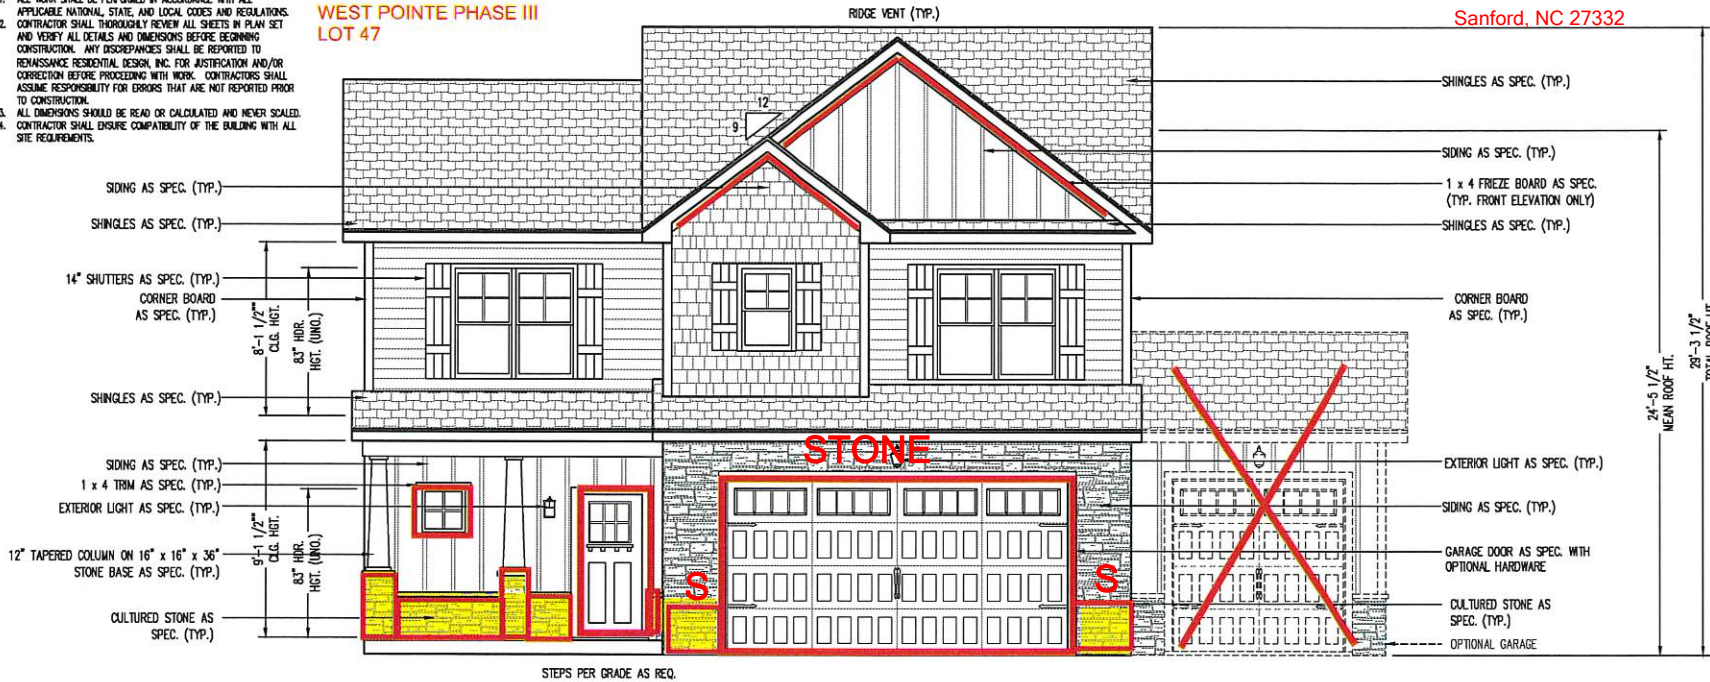 APPLICABLE NATIONAL, STATE, AND LOCAL CODES AND REGULATIONS.
2. CONTRACTOR SHALL THOROUGHLY REVIEW ALL SHEETS IN PLAN SET
AND VERIFY ALL DETAILS AND DIMENSIONS BEFORE BEGINNING
CONSTRUCTION. ANY DISCREPANCIES SHALL BE REPORTED TO
RENAISSANCE RESIDENTIAL DESIGN, INC. FOR JUSTIFICATION AND/OR
CORRECTION BEFORE PROCEEDING WITH WORK. CONTRACTORS SHALL
ASSUME RESPONSIBILITY FOR ERRORS THAT ARE NOT REPORTED PRIOR
TO CONSTRUCTION.
3. ALL DIMENSIONS SHOULD BE READ OR CALCULATED AND NEVER SCALED.
4. CONTRACTOR SHALL ENSURE COMPATIBILITY OF THE BUILDING WITH ALL
SITE REQUIREMENTS.
WEST POINTE PHASE III
LOT 47
RIDGE VENT (TYP.)
Sanford, NC 27332
12
9
SIDING AS SPEC. (TYP.)
SHINGLES AS SPEC. (TYP.)
14" SHUTTERS AS SPEC. (TYP.)
CORNER BOARD
AS SPEC. (TYP.)
8'-1 1/2"
CLG. HGT.
83" HDR.
HGT. (UNO.)
SHINGLES AS SPEC. (TYP.)
SIDING AS SPEC. (TYP.)
1 x 4 TRIM AS SPEC. (TYP.)
EXTERIOR LIGHT AS SPEC. (TYP.)
12" TAPERED COLUMN ON 16" x 16" x 36"
STONE BASE AS SPEC. (TYP.)
9'-1 1/2"
CLG. HGT.
83" HDR.
HGT. (UNO.)
CULTURED STONE AS
SPEC. (TYP.)
STEPS PER GRADE AS REQ.
STONE
S
S
SHINGLES AS SPEC. (TYP.)
SIDING AS SPEC. (TYP.)
1 x 4 FRIEZE BOARD AS SPEC.
(TYP. FRONT ELEVATION ONLY)
SHINGLES AS SPEC. (TYP.)
CORNER BOARD
AS SPEC. (TYP.)
24'-5 1/2"
MEAN ROOF HT.
29'-3 1/2"
EXTERIOR LIGHT AS SPEC. (TYP.)
SIDING AS SPEC. (TYP.)
GARAGE DOOR AS SPEC. WITH
OPTIONAL HARDWARE
CULTURED STONE AS
SPEC. (TYP.)
OPTIONAL GARAGE